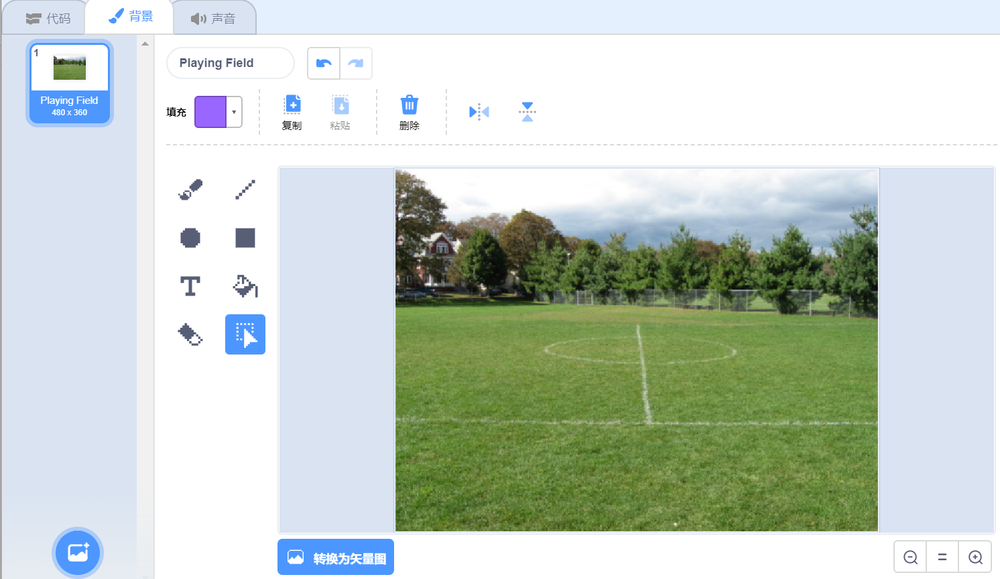 代码
背景
声音
1
Playing Field
480 x 360
Playing Field
填充
复制
粘贴
删除
转换为矢量图